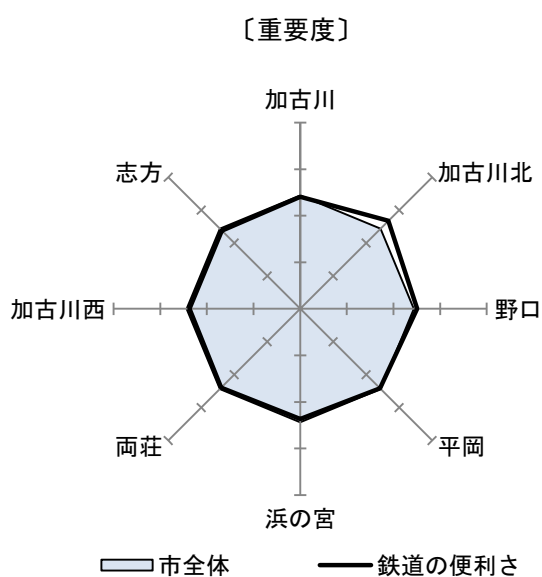 〔重要度〕
加古川
志方
加古川北
加古川西
野口
両荘
平岡
浜の宮
市全体
鉄道の便利さ